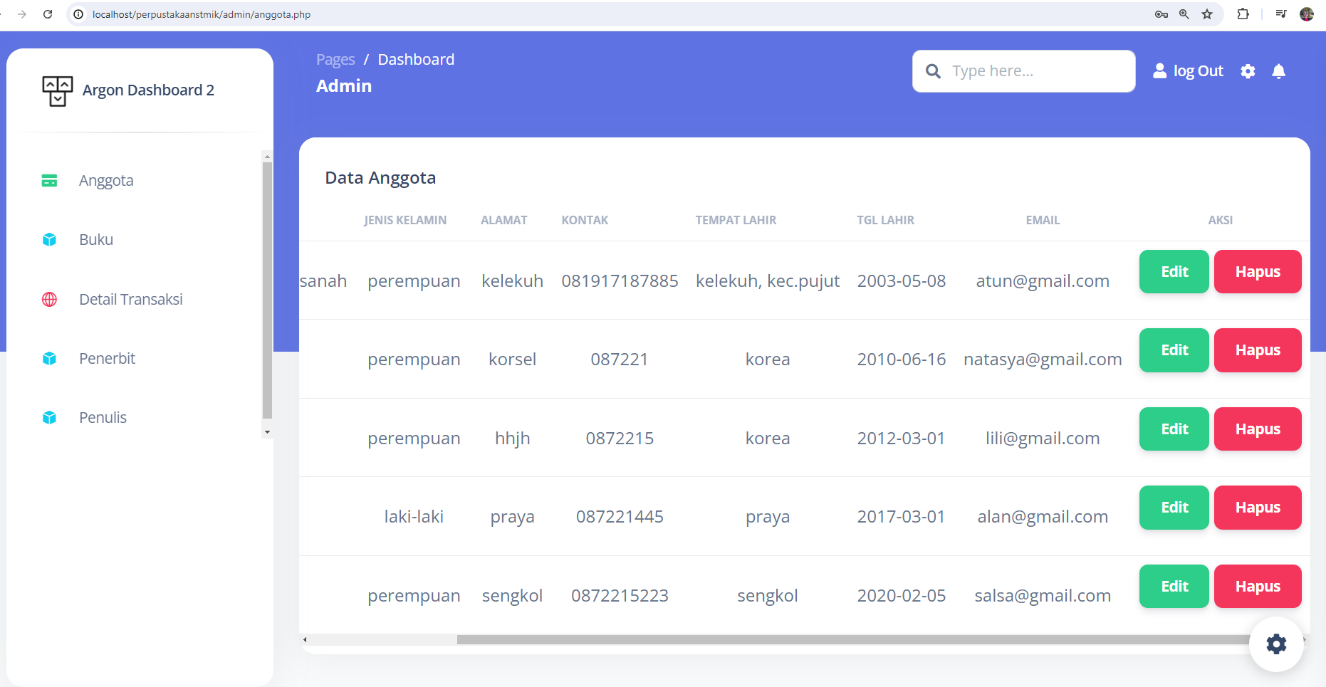 localhost/perpustakaanstmik/admin/anggota.php
Argon Dashboard 2
Anggota
Buku
Detail Transaksi
Penerbit
Penulis
Pages / Dashboard
Admin
Type here...
log Out
Data Anggota
JENIS KELAMIN ALAMAT KONTAK TEMPAT LAHIR TGL LAHIR EMAIL AKSI
sanah perempuan kelekuh 081917187885 kelekuh, kec.pujut 2003-05-08 atun@gmail.com Edit Hapus
perempuan korsel 087221 korea 2010-06-16 natasya@gmail.com Edit Hapus
perempuan hhjh 0872215 korea 2012-03-01 lili@gmail.com Edit Hapus
laki-laki praya 087221445 praya 2017-03-01 alan@gmail.com Edit Hapus
perempuan sengkol 0872215223 sengkol 2020-02-05 salsa@gmail.com Edit Hapus